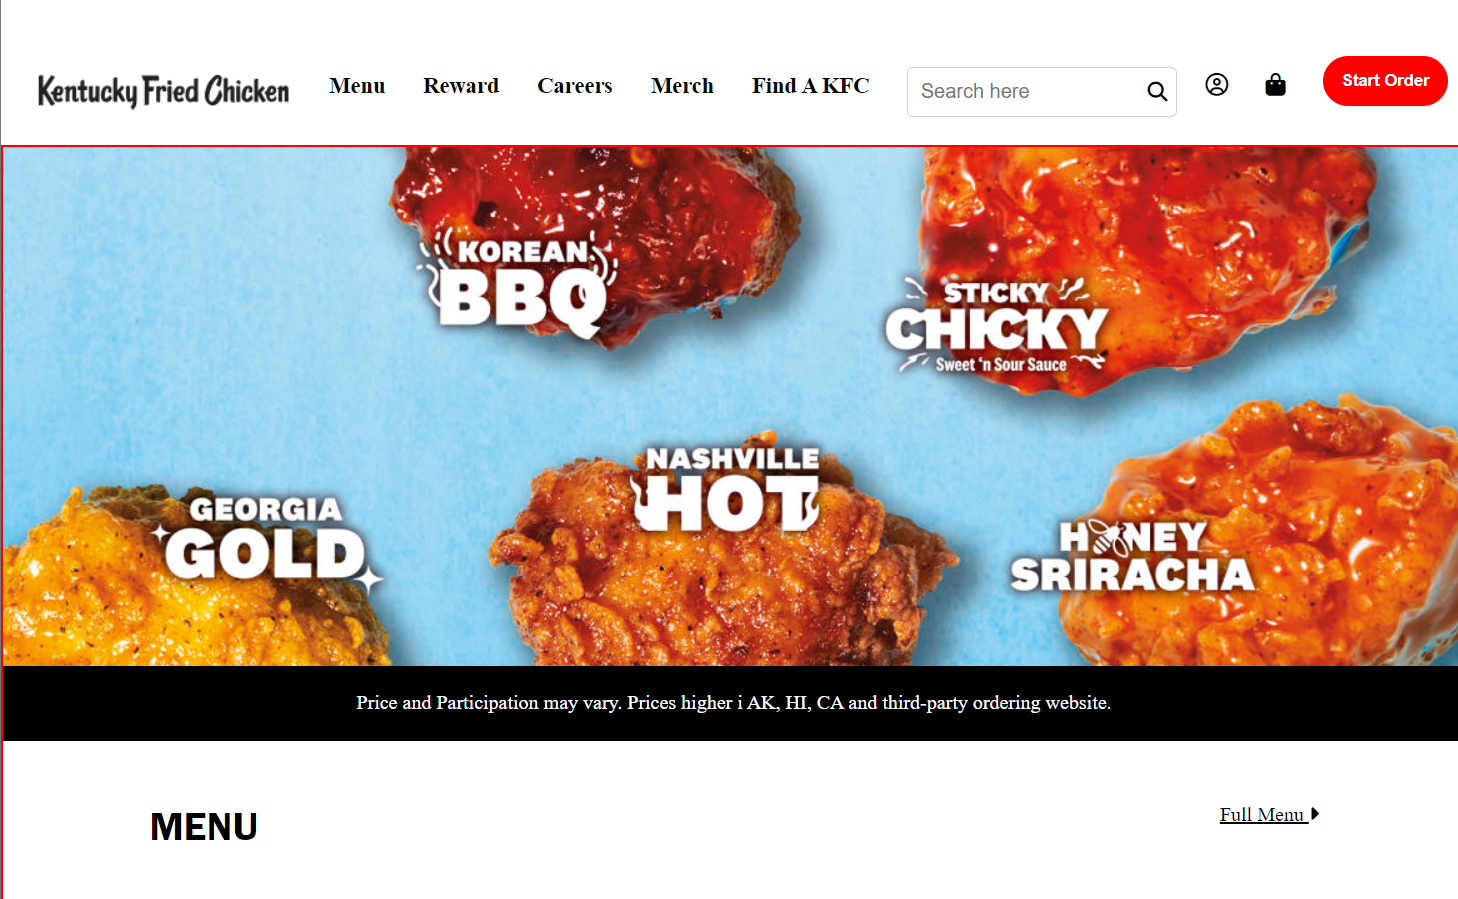 Kentucky Fried Chicken
Menu Reward Careers Merch Find A KFC
Search here
Start Order
KOREAN
BBQ
STICKY
CHICKY
Sweet 'n Sour Sauce
NASHVILLE
HOT
GEORGIA
GOLD
HONEY
SRIRACHA
Price and Participation may vary. Prices higher i AK, HI, CA and third-party ordering website.
MENU
Full Menu